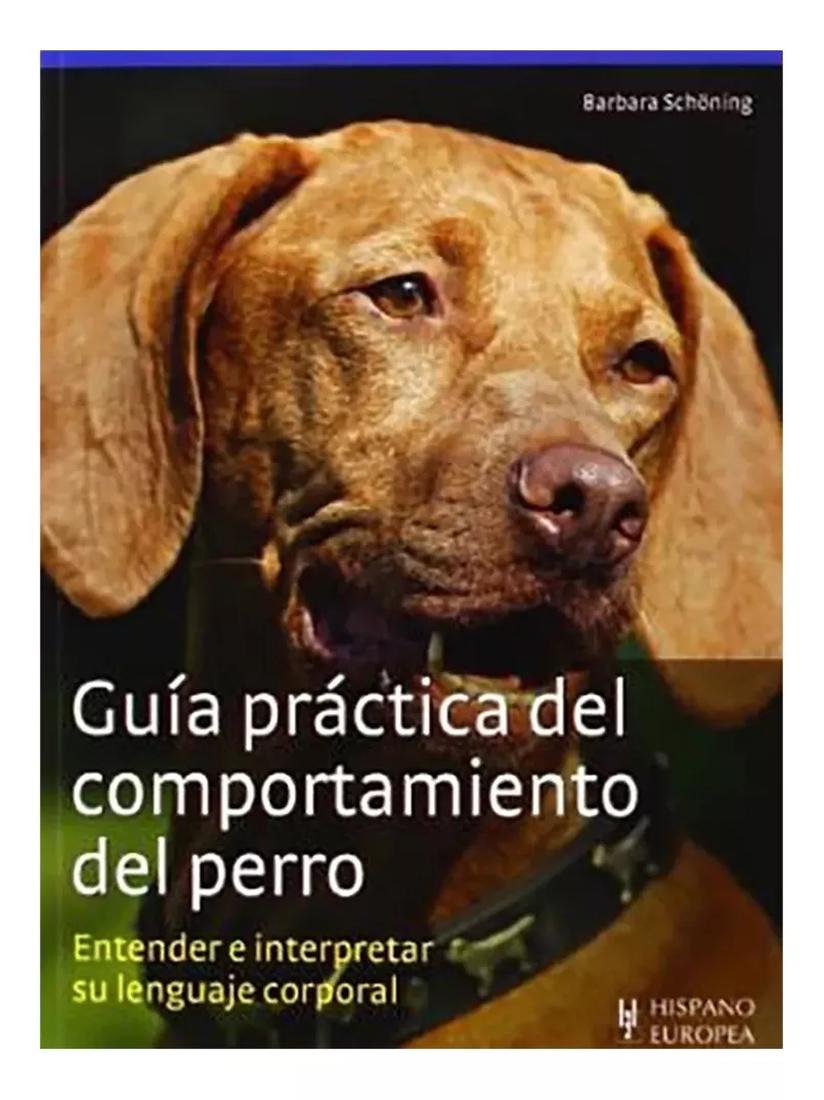 Barbara Schöning
Guía práctica del
comportamiento
del perro
Entender e interpretar
su lenguaje corporal
HISPANO
EUROPEA